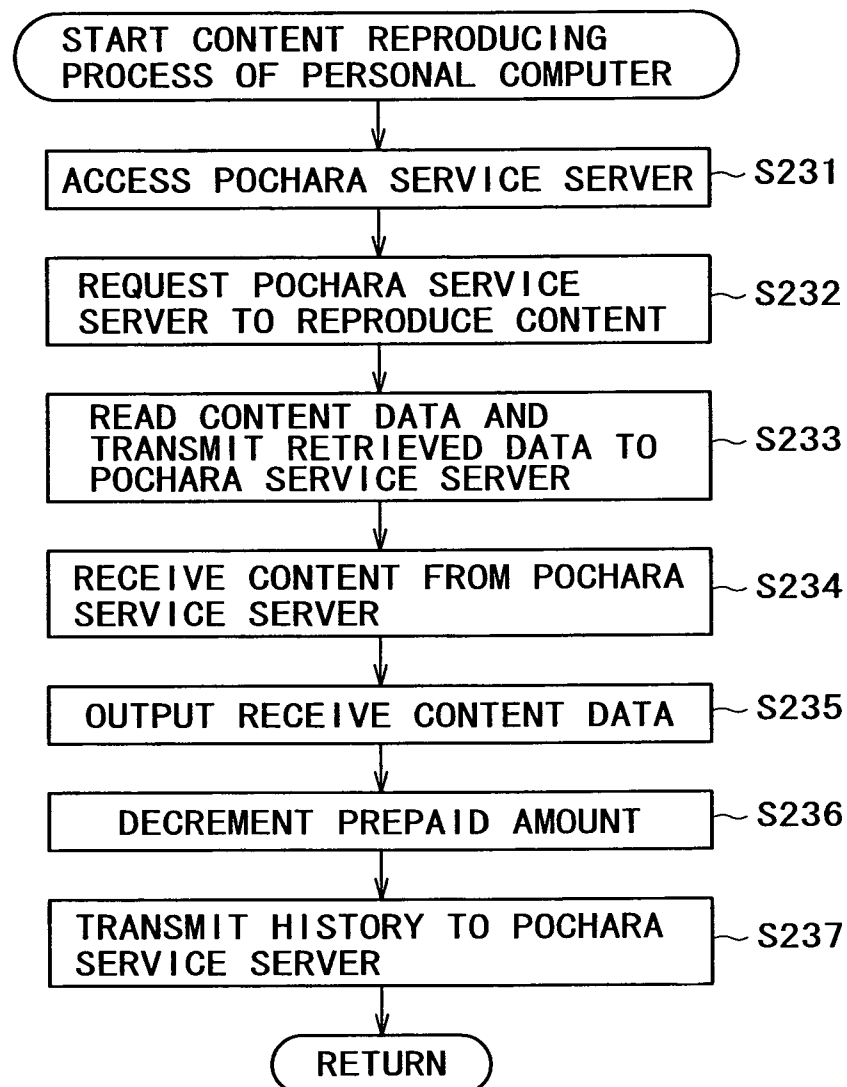 START CONTENT REPRODUCING
PROCESS OF PERSONAL COMPUTER
ACCESS POCHARA SERVICE SERVER
S231
REQUEST POCHARA SERVICE
SERVER TO REPRODUCE CONTENT
S232
READ CONTENT DATA AND
TRANSMIT RETRIEVED DATA TO
POCHARA SERVICE SERVER
S233
RECEIVE CONTENT FROM POCHARA
SERVICE SERVER
S234
OUTPUT RECEIVE CONTENT DATA
S235
DECREMENT PREPAID AMOUNT
S236
TRANSMIT HISTORY TO POCHARA
SERVICE SERVER
S237
RETURN